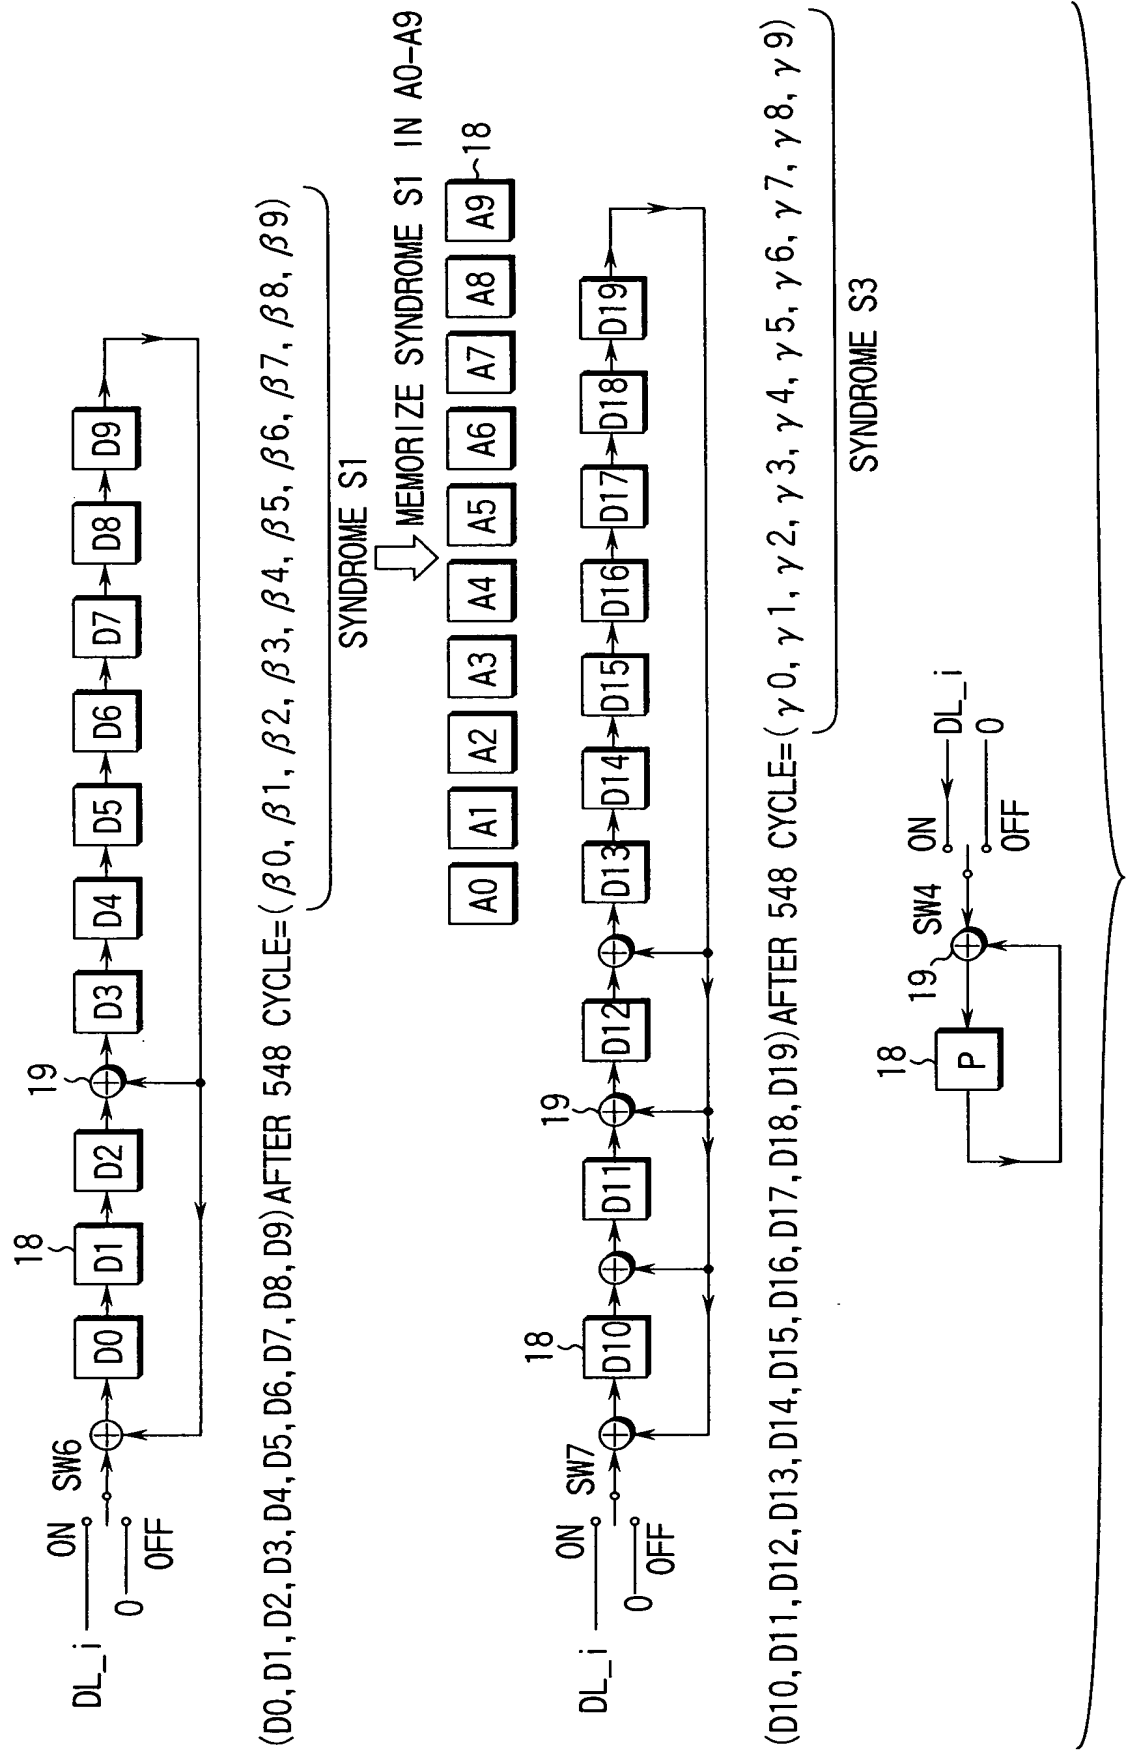 DL_i
ON
0
OFF
SW6
D0
18
D1
D2
19
D3
D4
D5
D6
D7
D8
D9
(D0, D1, D2, D3, D4, D5, D6, D7, D8, D9) AFTER 548 CYCLE=(β0, β1, β2, β3, β4, β5, β6, β7, β8, β9)
SYNDROME S1
MEMORIZE SYNDROME S1 IN A0-A9
A0
A1
A2
A3
A4
A5
A6
A7
A8
A9
18
DL_i
ON
0
OFF
SW7
18
D10
D11
19
D12
D13
D14
D15
D16
D17
D18
D19
(D10, D11, D12, D13, D14, D15, D16, D17, D18, D19) AFTER 548 CYCLE=(γ0, γ1, γ2, γ3, γ4, γ5, γ6, γ7, γ8, γ9)
SYNDROME S3
18
P
19
SW4
ON
OFF
DL_i
0